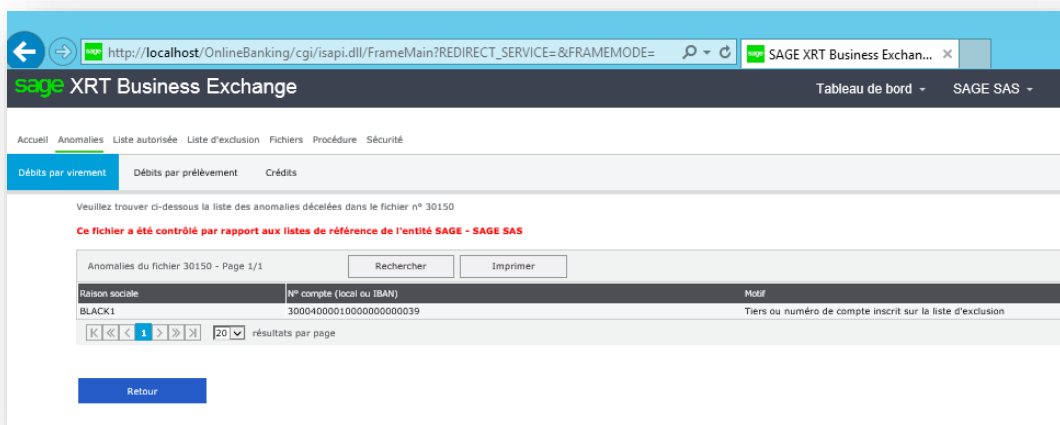 http://localhost/OnlineBanking/cgi/isapi.dll/FrameMain?REDIRECT_SERVICE=&FRAMEMODE=
sage SAGE XRT Business Exchan...
sage XRT Business Exchange
Tableau de bord SAGE SAS
Accueil Anomalies Liste autorisée Liste d'exclusion Fichiers Procédure Sécurité
Débits par virement Débits par prélèvement Crédits
Veuillez trouver ci-dessous la liste des anomalies décelées dans le fichier n° 30150
Ce fichier a été contrôlé par rapport aux listes de référence de l'entité SAGE - SAGE SAS
Anomalies du fichier 30150 - Page 1/1 Rechercher Imprimer
Raison sociale N° compte (local ou IBAN) Motif
BLACK1 30004000010000000000039 Tiers ou numéro de compte inscrit sur la liste d'exclusion
1 20 résultats par page
Retour